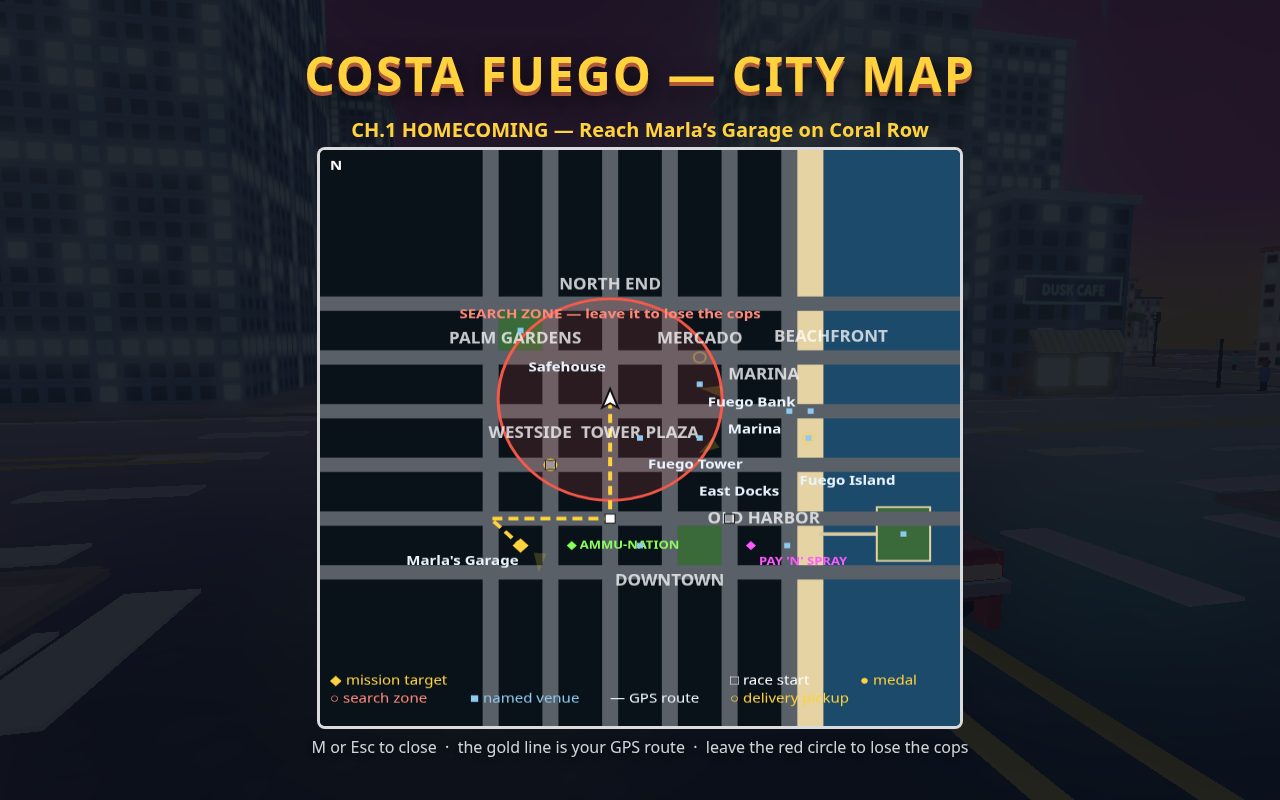 COSTA FUEGO — CITY MAP
CH.1 HOMECOMING — Reach Marla's Garage on Coral Row
N
NORTH END
SEARCH ZONE — leave it to lose the cops
PALM GARDENS
MERCADO
BEACHFRONT
DUSK CAFE
Safehouse
MARINA
Fuego Bank
WESTSIDE
TOWER PLAZA
Marina
Fuego Tower
Fuego Island
East Docks
OLD HARBOR
AMMU-NATION
Marla's Garage
PAY 'N' SPRAY
DOWNTOWN
◆ mission target
□ race start
● medal
○ search zone
■ named venue
— GPS route
○ delivery pickup
M or Esc to close · the gold line is your GPS route · leave the red circle to lose the cops